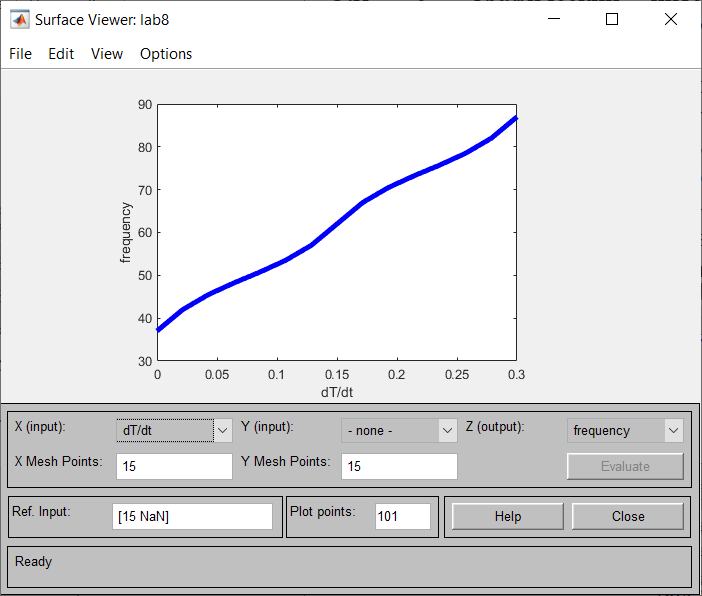 Surface Viewer: lab8
File Edit View Options
90
80
70
60
50
40
30
frequency
0 0.05 0.1 0.15 0.2 0.25 0.3
dT/dt
X (input): dT/dt Y (input): - none - Z (output): frequency
X Mesh Points: 15 Y Mesh Points: 15 Evaluate
Ref. Input: [15 NaN] Plot points: 101 Help Close
Ready